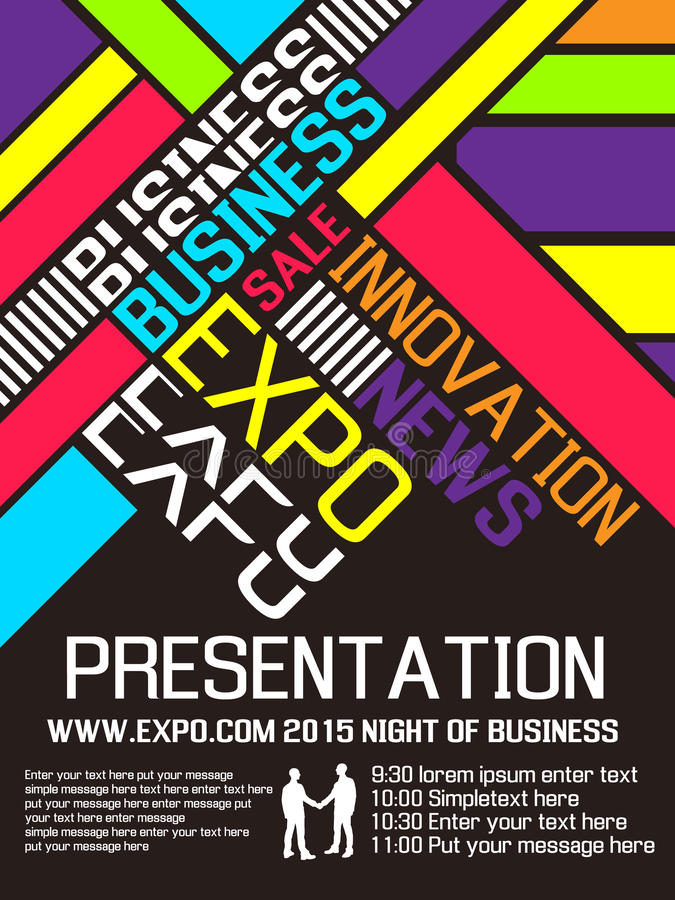 BUSINESS
BUSINESS
BUSINESS
SALE
INNOVATION
EXPO
NEWS
PRESENTATION
WWW.EXPO.COM 2015 NIGHT OF BUSINESS
Enter your text here put your message
simple message here text here enter text here
put your message here enter message put
your text here enter message
simple message here enter your text here
put your message here
9:30 lorem ipsum enter text
10:00 Simpletext here
10:30 Enter your text here
11:00 Put your message here